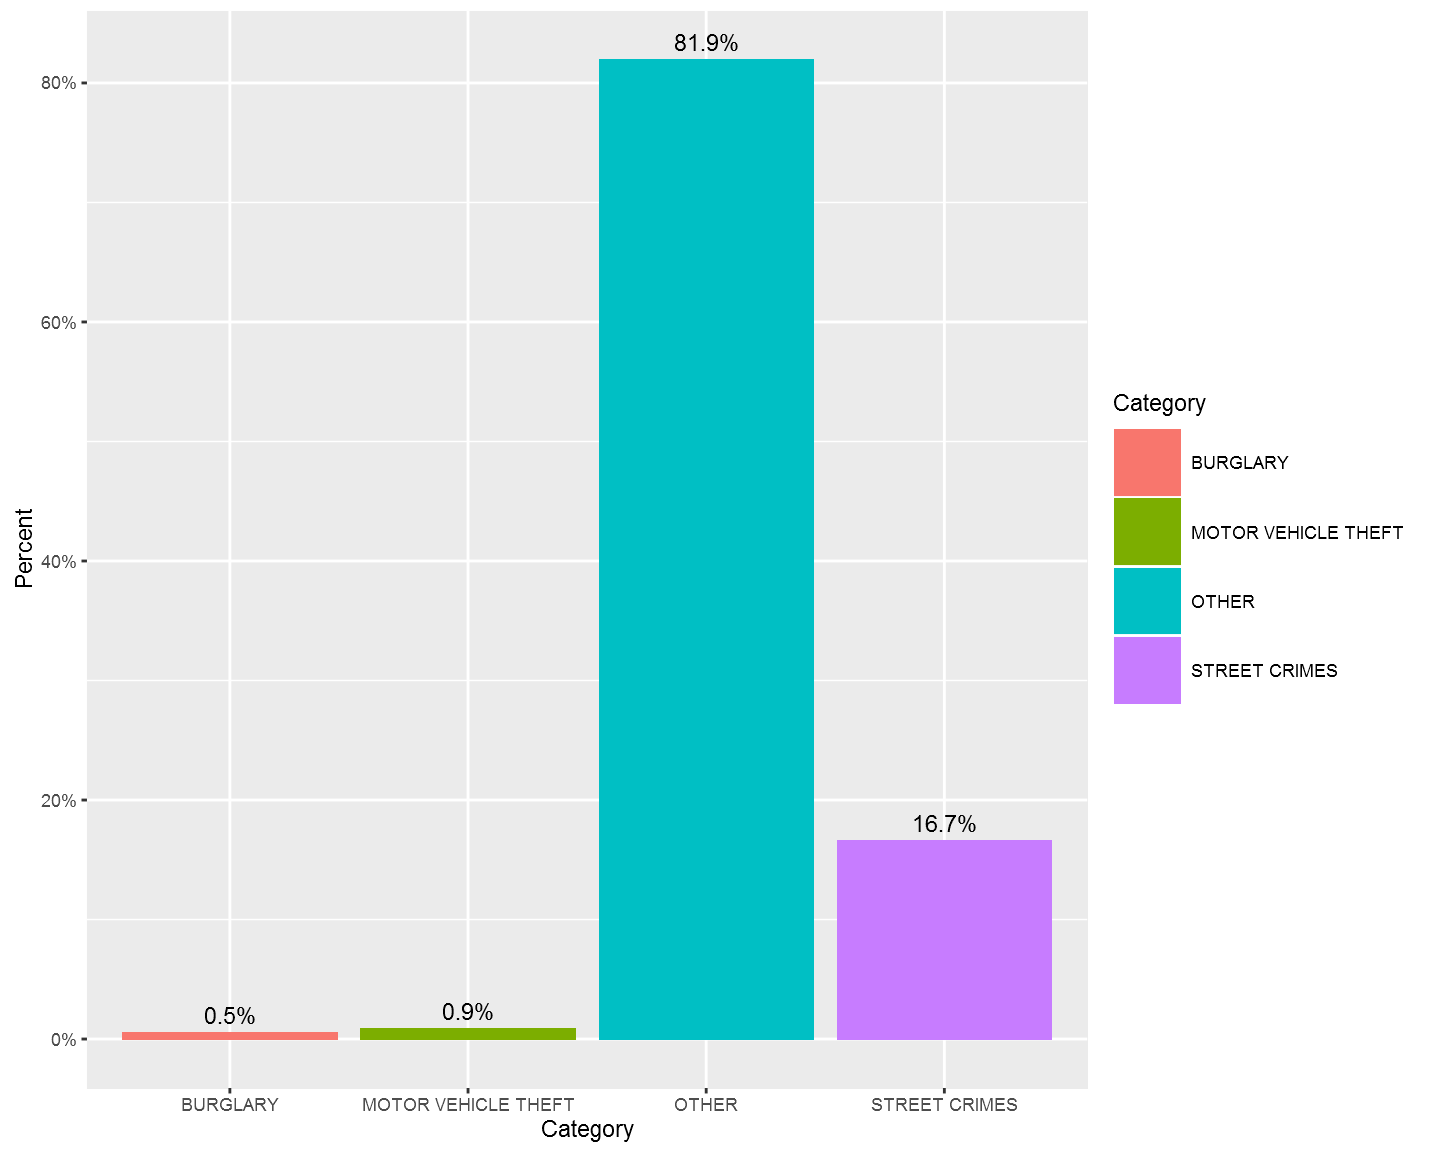 81.9%
80%
60%
40%
20%
16.7%
0.5%
0.9%
0%
Percent
BURGLARY
MOTOR VEHICLE THEFT
OTHER
STREET CRIMES
Category
Category
BURGLARY
MOTOR VEHICLE THEFT
OTHER
STREET CRIMES